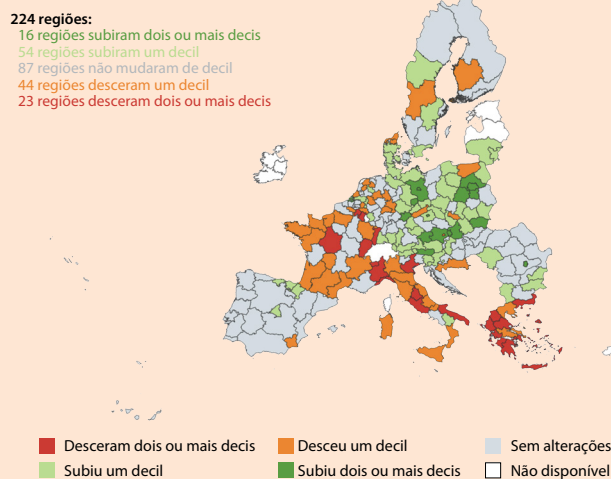 224 regiões:
16 regiões subiram dois ou mais decis
54 regiões subiram um decil
87 regiões não mudaram de decil
44 regiões desceram um decil
23 regiões desceram dois ou mais decis
Desceram dois ou mais decis
Desceu um decil
Sem alterações
Subiu um decil
Subiu dois ou mais decis
Não disponível